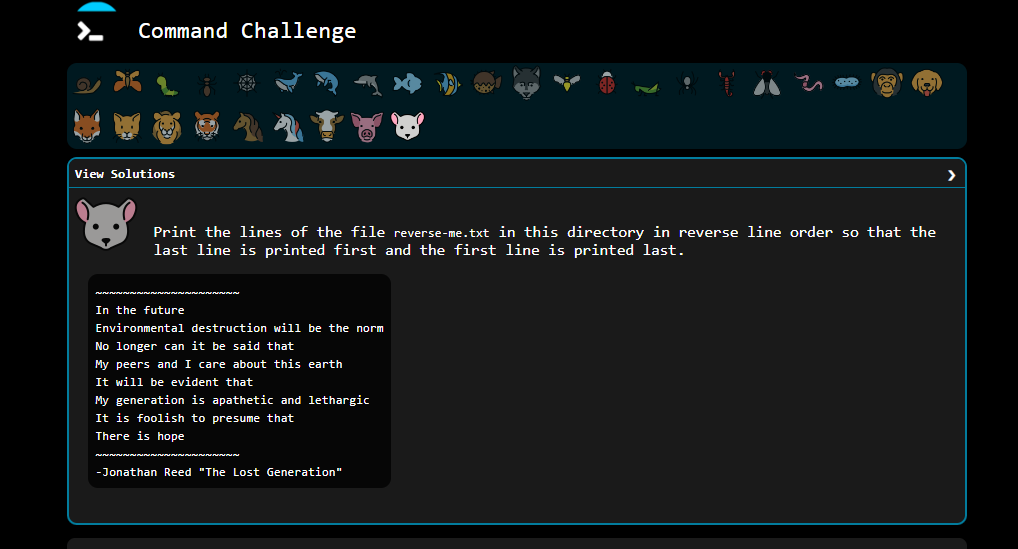 Command Challenge
View Solutions
Print the lines of the file reverse-me.txt in this directory in reverse line order so that the
last line is printed first and the first line is printed last.
~~~~~~~~~~~~~~~~~~~~~
In the future
Environmental destruction will be the norm
No longer can it be said that
My peers and I care about this earth
It will be evident that
My generation is apathetic and lethargic
It is foolish to presume that
There is hope
~~~~~~~~~~~~~~~~~~~~~
-Jonathan Reed "The Lost Generation"